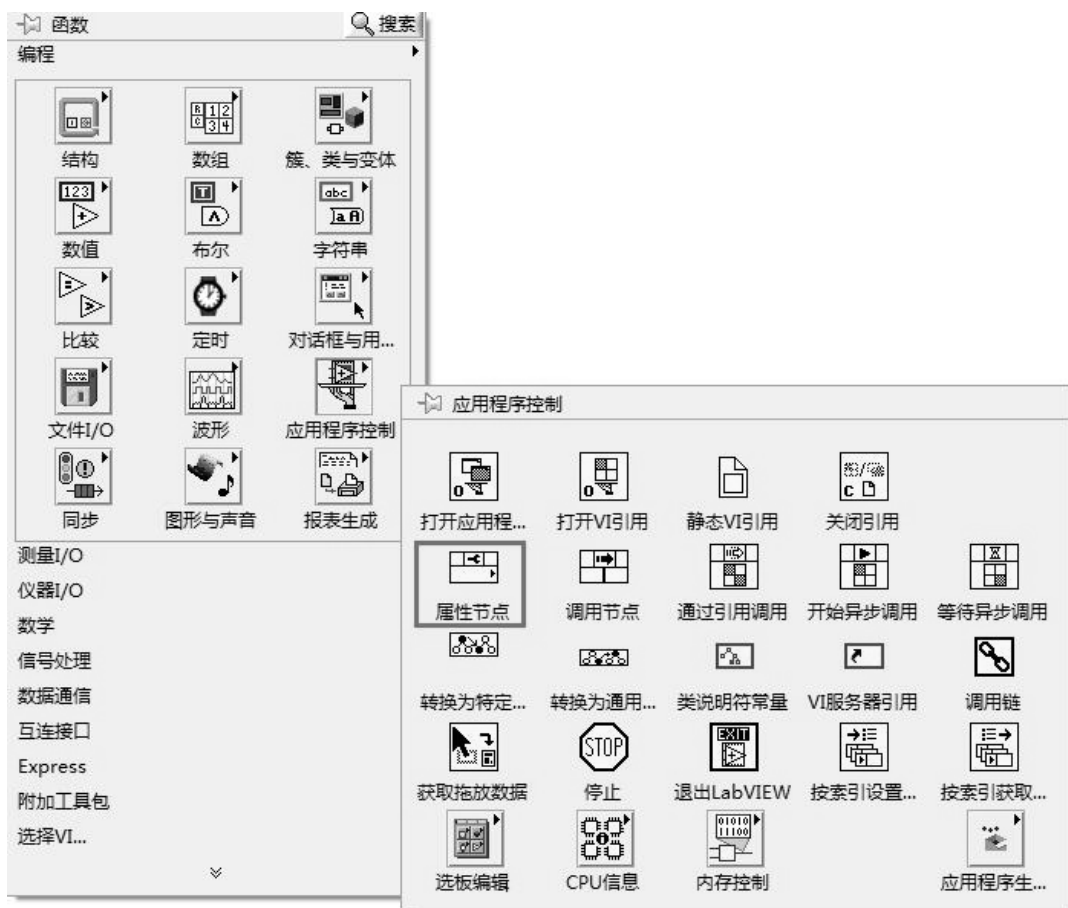 函数
搜索
编程
结构 数组 簇、类与变体
数值 布尔 字符串
比较 定时 对话框与用...
文件I/O 波形 应用程序控制
同步 图形与声音 报表生成
测量I/O
仪器I/O
数学
信号处理
数据通信
互连接口
Express
附加工具包
选择VI...
应用程序控制
打开应用程... 打开VI引用 静态VI引用 关闭引用
属性节点 调用节点 通过引用调用 开始异步调用 等待异步调用
转换为特定... 转换为通用... 类说明符常量 VI服务器引用 调用链
STOP EXIT
获取拖放数据 停止 退出LabVIEW 按索引设置... 按索引获取...
选板编辑 CPU信息 内存控制 应用程序生...